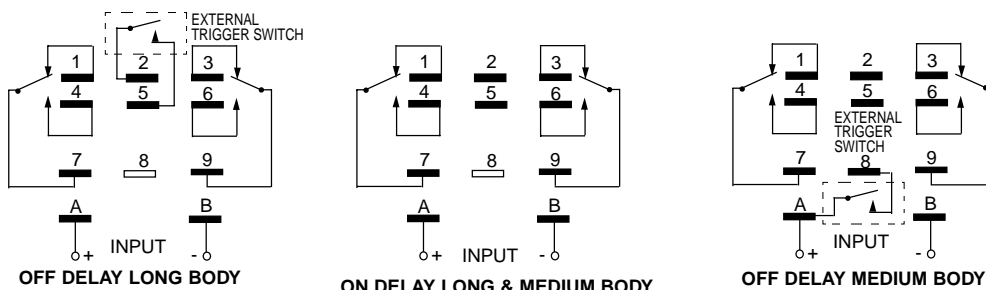 EXTERNAL
TRIGGER SWITCH
1 2 3
4 5 6
7 8 9
A B
+ INPUT -
OFF DELAY LONG BODY
1 2 3
4 5 6
7 8 9
A B
+ INPUT -
ON DELAY LONG & MEDIUM BODY
1 2 3
4 5 6
EXTERNAL
TRIGGER
SWITCH
7 8 9
A B
+ INPUT -
OFF DELAY MEDIUM BODY